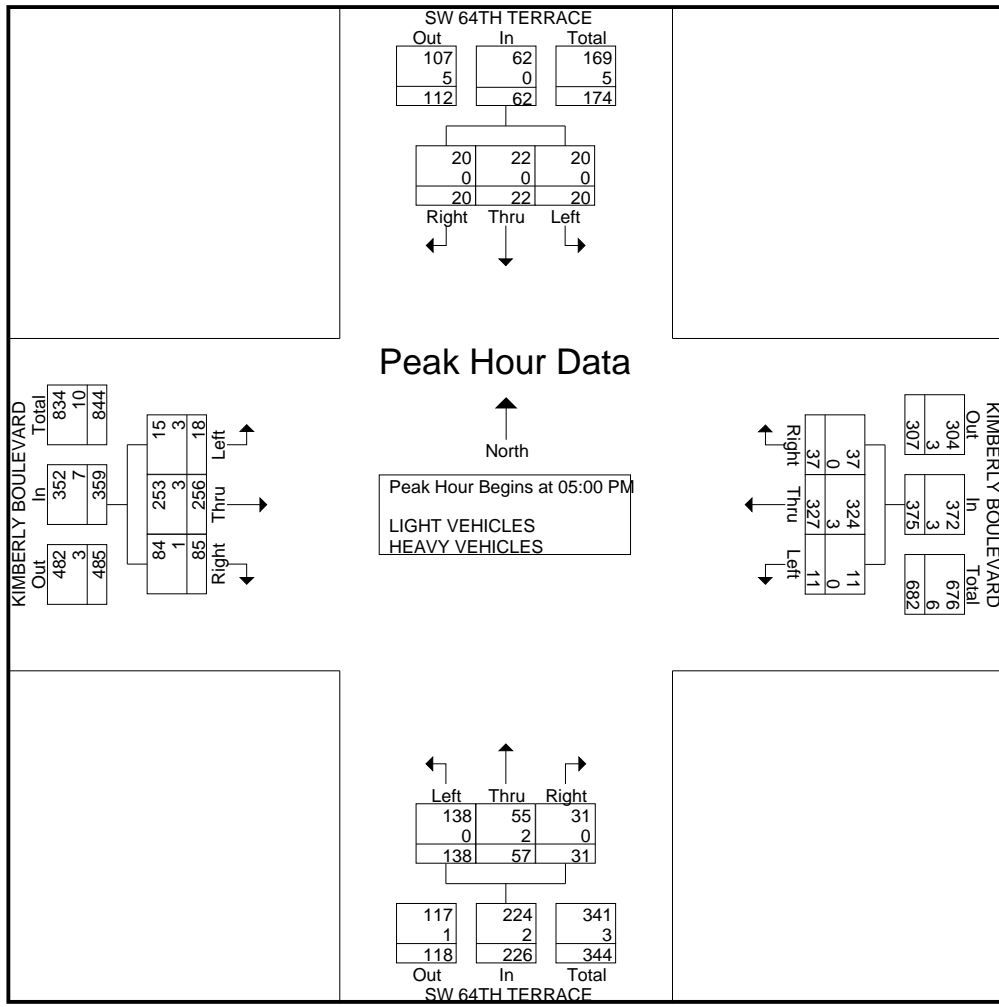 SW 64TH TERRACE
Out In Total
107 62 169
5 0 5
112 62 174
20 22 20
0 0 0
20 22 20
Right Thru Left
Peak Hour Data
North
Peak Hour Begins at 05:00 PM
LIGHT VEHICLES
HEAVY VEHICLES
KIMBERLY BOULEVARD
Out In Total
482 352 834
3 7 10
485 359 844
84 253 15
1 3 3
85 256 18
Right Thru Left
KIMBERLY BOULEVARD
Out In Total
304 372 676
3 3 6
307 375 682
37 324 11
0 3 0
37 327 11
Right Thru Left
Left Thru Right
138 55 31
0 2 0
138 57 31
117 224 341
1 2 3
118 226 344
Out In Total
SW 64TH TERRACE